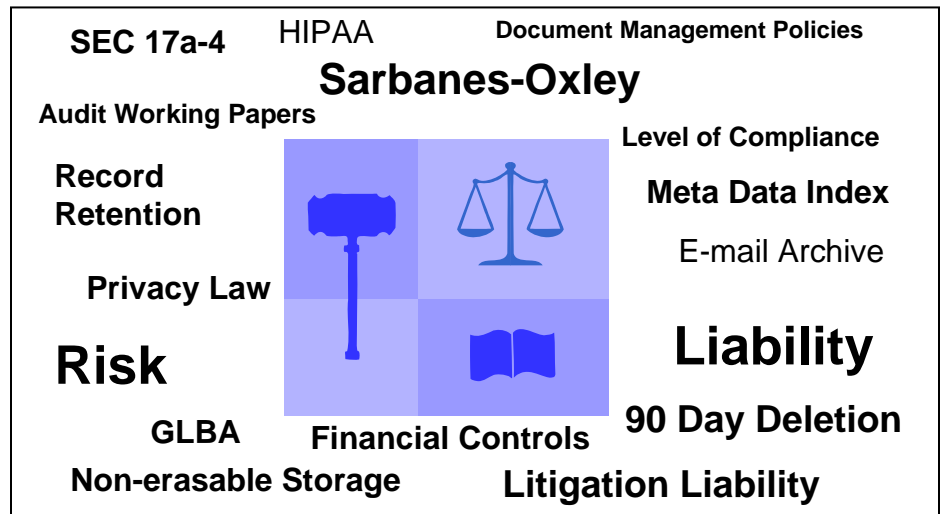 SEC 17a-4
HIPAA
Document Management Policies
Sarbanes-Oxley
Audit Working Papers
Level of Compliance
Record
Retention
Meta Data Index
E-mail Archive
Privacy Law
Risk
Liability
90 Day Deletion
GLBA
Financial Controls
Non-erasable Storage
Litigation Liability